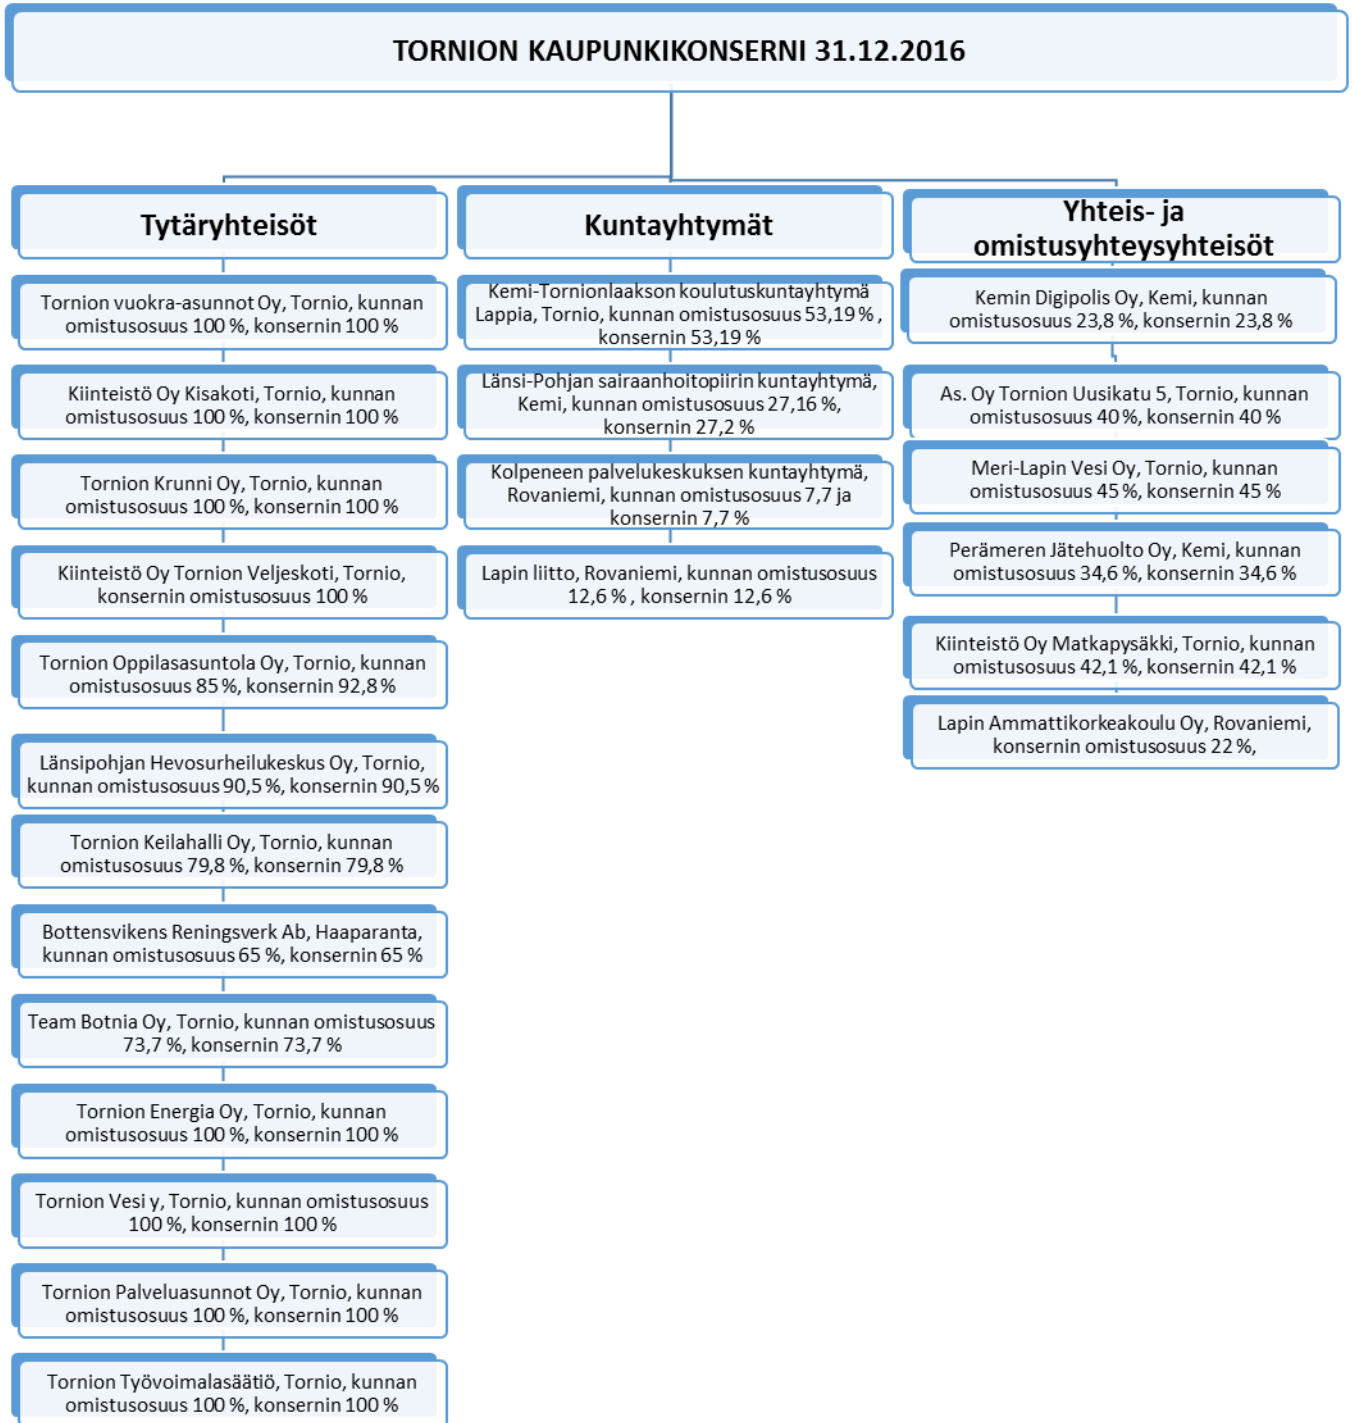 TORNION KAUPUNKIKONSERNI 31.12.2016
Tytäryhteisöt
Tornion vuokra-asunnot Oy, Tornio, kunnan
omistusosuus 100 %, konsernin 100 %
Kiinteistö Oy Kisakoti, Tornio, kunnan
omistusosuus 100 %, konsernin 100 %
Tornion Krunni Oy, Tornio, kunnan
omistusosuus 100 %, konsernin 100 %
Kiinteistö Oy Tornion Veljeskoti, Tornio,
konsernin omistusosuus 100 %
Tornion Oppilasasuntola Oy, Tornio, kunnan
omistusosuus 85 %, konsernin 92,8 %
Länsipohjan Hevosurheilukeskus Oy, Tornio,
kunnan omistusosuus 90,5 %, konsernin 90,5 %
Tornion Keilahalli Oy, Tornio, kunnan
omistusosuus 79,8 %, konsernin 79,8 %
Bottensvikens Reningsverk Ab, Haaparanta,
kunnan omistusosuus 65 %, konsernin 65 %
Team Botnia Oy, Tornio, kunnan omistusosuus
73,7 %, konsernin 73,7 %
Tornion Energia Oy, Tornio, kunnan
omistusosuus 100 %, konsernin 100 %
Tornion Vesi y, Tornio, kunnan omistusosuus
100 %, konsernin 100 %
Tornion Palveluasunnot Oy, Tornio, kunnan
omistusosuus 100 %, konsernin 100 %
Tornion Työvoimalasäätiö, Tornio, kunnan
omistusosuus 100 %, konsernin 100 %
Kuntayhtymät
Kemi-Tornionlaakson koulutuskuntayhtymä
Lappia, Tornio, kunnan omistusosuus 53,19 % ,
konsernin 53,19 %
Länsi-Pohjan sairaanhoitopiirin kuntayhtymä,
Kemi, kunnan omistusosuus 27,16 %,
konsernin 27,2 %
Kolpeneen palvelukeskuksen kuntayhtymä,
Rovaniemi, kunnan omistusosuus 7,7 ja
konsernin 7,7 %
Lapin liitto, Rovaniemi, kunnan omistusosuus
12,6 % , konsernin 12,6 %
Yhteis- ja
omistusyhteysyhteisöt
Kemin Digipolis Oy, Kemi, kunnan
omistusosuus 23,8 %, konsernin 23,8 %
As. Oy Tornion Uusikatu 5, Tornio, kunnan
omistusosuus 40 %, konsernin 40 %
Meri-Lapin Vesi Oy, Tornio, kunnan
omistusosuus 45 %, konsernin 45 %
Perämeren Jätehuolto Oy, Kemi, kunnan
omistusosuus 34,6 %, konsernin 34,6 %
Kiinteistö Oy Matkapysäkki, Tornio, kunnan
omistusosuus 42,1 %, konsernin 42,1 %
Lapin Ammattikorkeakoulu Oy, Rovaniemi,
konsernin omistusosuus 22 %,